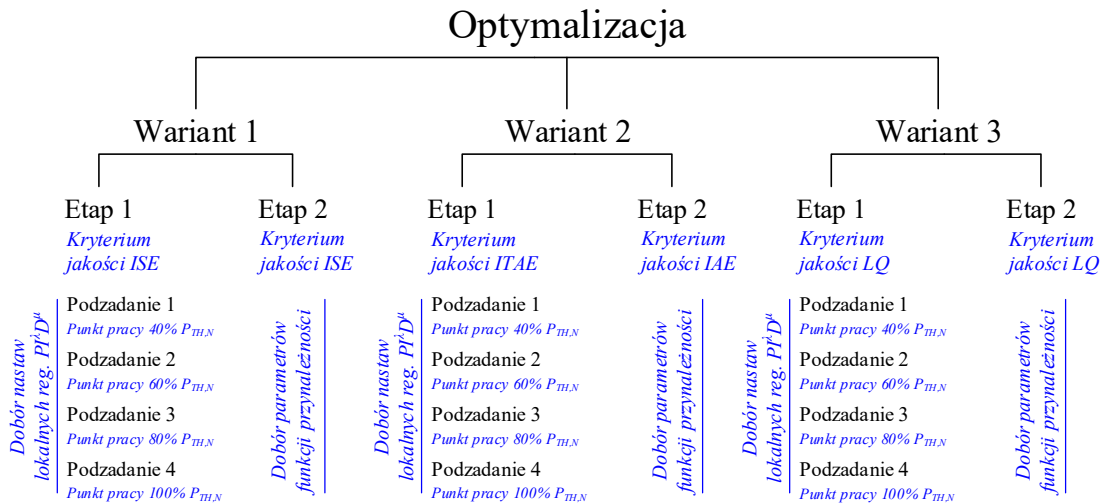 Optymalizacja
Wariant 1
Wariant 2
Wariant 3
Etap 1
Kryterium
jakości ISE
Dobór nastaw
lokalnych reg. PI^λD^μ
Podzadanie 1
Punkt pracy 40% P_TH,N
Podzadanie 2
Punkt pracy 60% P_TH,N
Podzadanie 3
Punkt pracy 80% P_TH,N
Podzadanie 4
Punkt pracy 100% P_TH,N
Etap 2
Kryterium
jakości ISE
Dobór parametrów
funkcji przynależności
Etap 1
Kryterium
jakości ITAE
Dobór nastaw
lokalnych reg. PI^λD^μ
Podzadanie 1
Punkt pracy 40% P_TH,N
Podzadanie 2
Punkt pracy 60% P_TH,N
Podzadanie 3
Punkt pracy 80% P_TH,N
Podzadanie 4
Punkt pracy 100% P_TH,N
Etap 2
Kryterium
jakości IAE
Dobór parametrów
funkcji przynależności
Etap 1
Kryterium
jakości LQ
Dobór nastaw
lokalnych reg. PI^λD^μ
Podzadanie 1
Punkt pracy 40% P_TH,N
Podzadanie 2
Punkt pracy 60% P_TH,N
Podzadanie 3
Punkt pracy 80% P_TH,N
Podzadanie 4
Punkt pracy 100% P_TH,N
Etap 2
Kryterium
jakości LQ
Dobór parametrów
funkcji przynależności